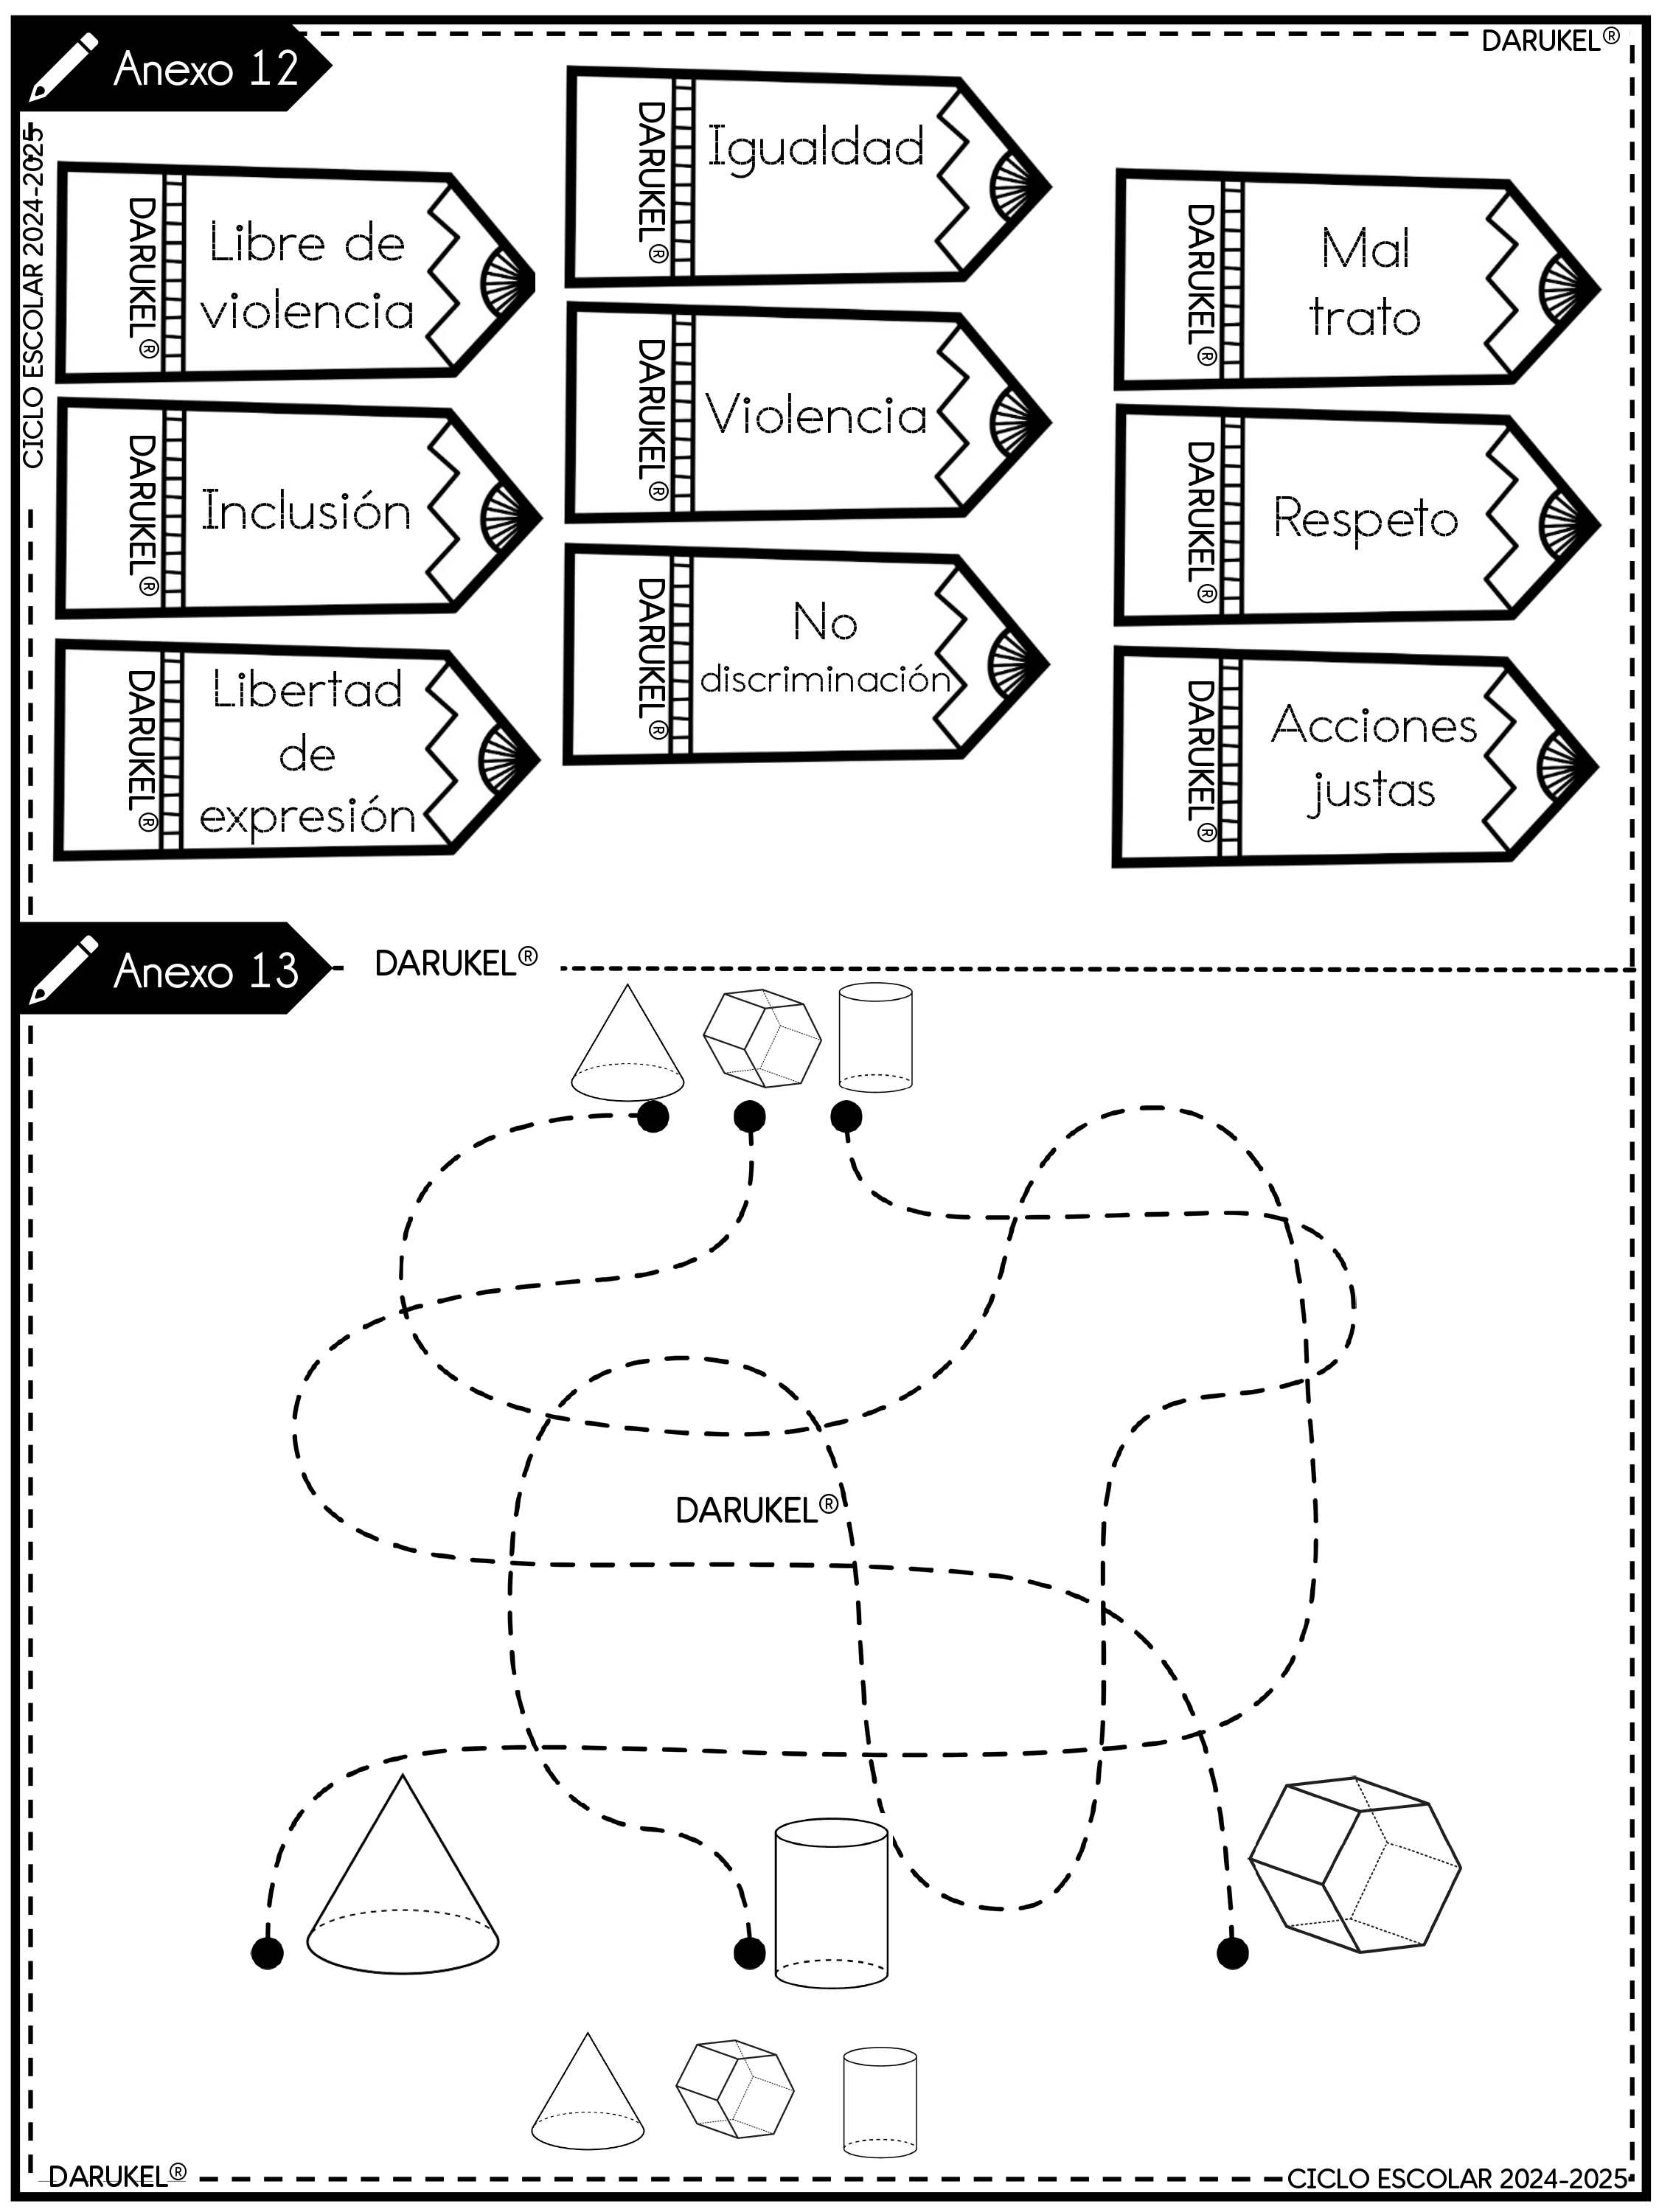 Anexo 12
DARUKEL®
CICLO ESCOLAR 2024-2025
DARUKEL®
Libre de
violencia
DARUKEL®
Igualdad
DARUKEL®
Mal
trato
DARUKEL®
Inclusión
DARUKEL®
Violencia
DARUKEL®
Respeto
DARUKEL®
Libertad
de
expresión
DARUKEL®
No
discriminación
DARUKEL®
Acciones
justas
Anexo 13
DARUKEL®
DARUKEL®
DARUKEL®
CICLO ESCOLAR 2024-2025